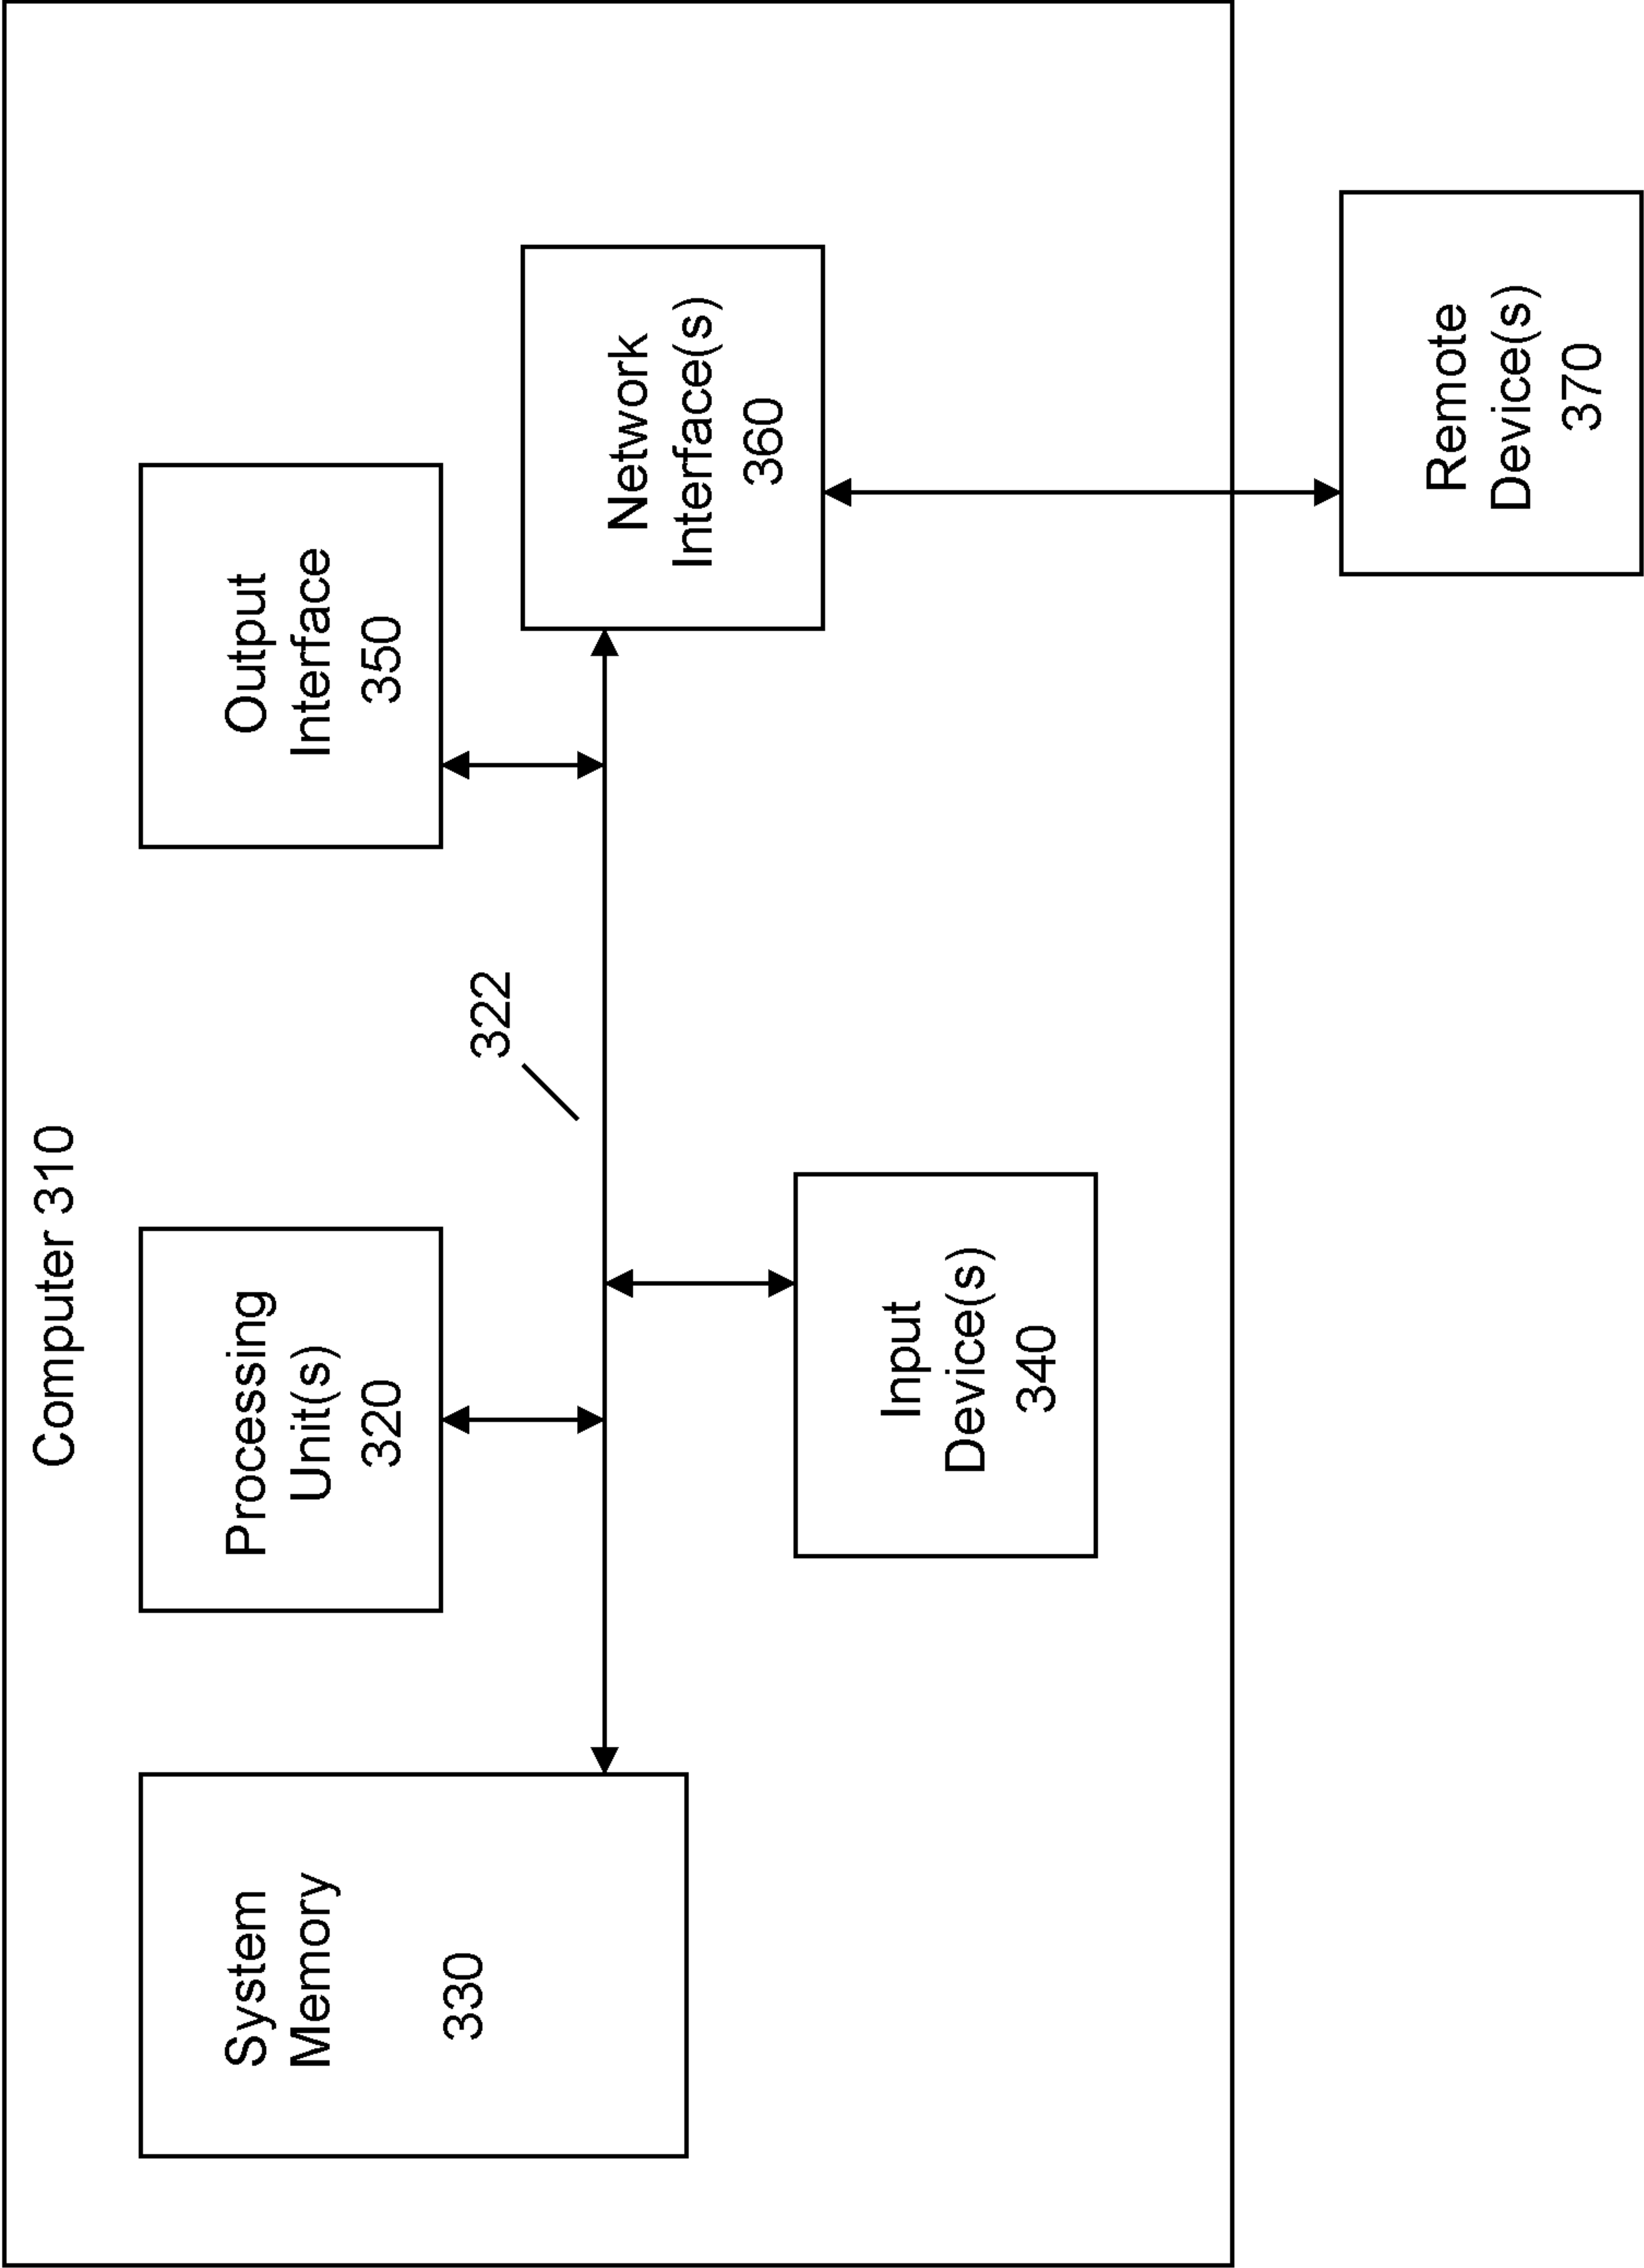 Computer 310
System
Memory
330
Processing
Unit(s)
320
Output
Interface
350
322
Network
Interface(s)
360
Input
Device(s)
340
Remote
Device(s)
370